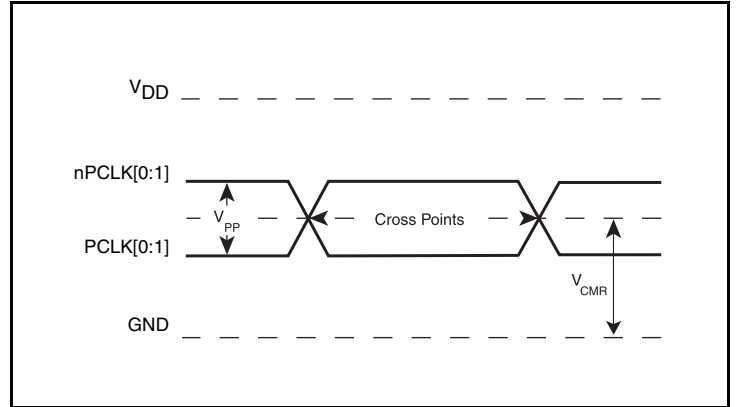 VDD
nPCLK[0:1]
VPP
Cross Points
PCLK[0:1]
VCMR
GND